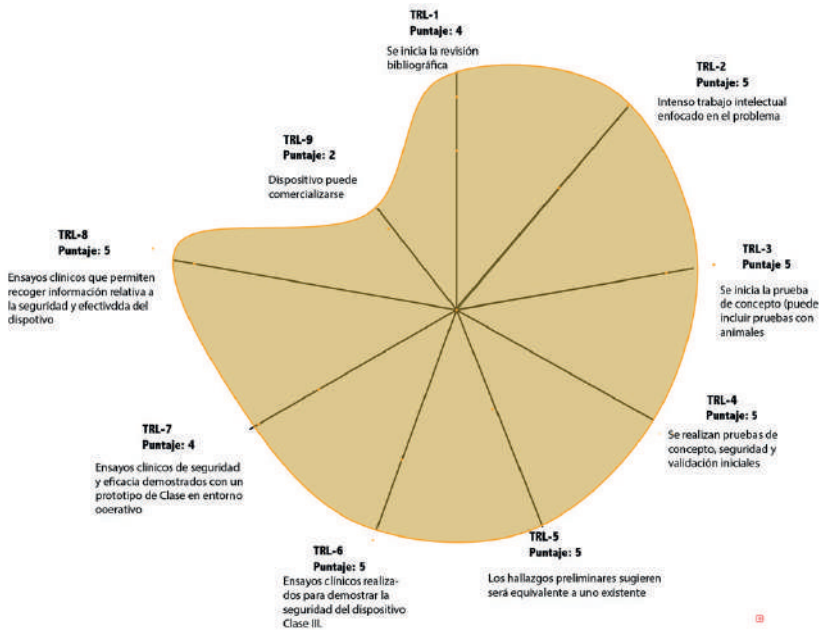 TRL-1
Puntaje: 4
Se inicia la revisión
bibliográfica
TRL-2
Puntaje: 5
Intenso trabajo intelectual
enfocado en el problema
TRL-3
Puntaje 5
Se inicia la prueba
de concepto (puede
incluir pruebas con
animales
TRL-4
Puntaje: 5
Se realizan pruebas de
concepto, seguridad y
validación iniciales
TRL-5
Puntaje: 5
Los hallazgos preliminares sugieren
será equivalente a uno existente
TRL-6
Puntaje: 5
Ensayos clínicos realiza-
dos para demostrar la
seguridad del dispositivo
Clase III.
TRL-7
Puntaje: 4
Ensayos clínicos de seguridad
y eficacia demostrados con un
prototipo de Clase en entorno
operativo
TRL-8
Puntaje: 5
Ensayos clínicos que permiten
recoger información relativa a
la seguridad y efectivdda del
dispotivo
TRL-9
Puntaje: 2
Dispositivo puede
comercializarse